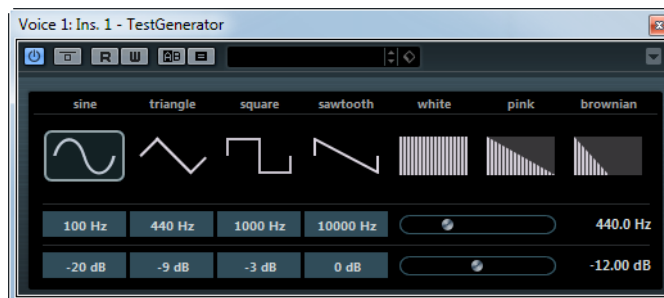 Voice 1: Ins. 1 - TestGenerator
R W AB
sine triangle square sawtooth white pink brownian
100 Hz 440 Hz 1000 Hz 10000 Hz 440.0 Hz
-20 dB -9 dB -3 dB 0 dB -12.00 dB